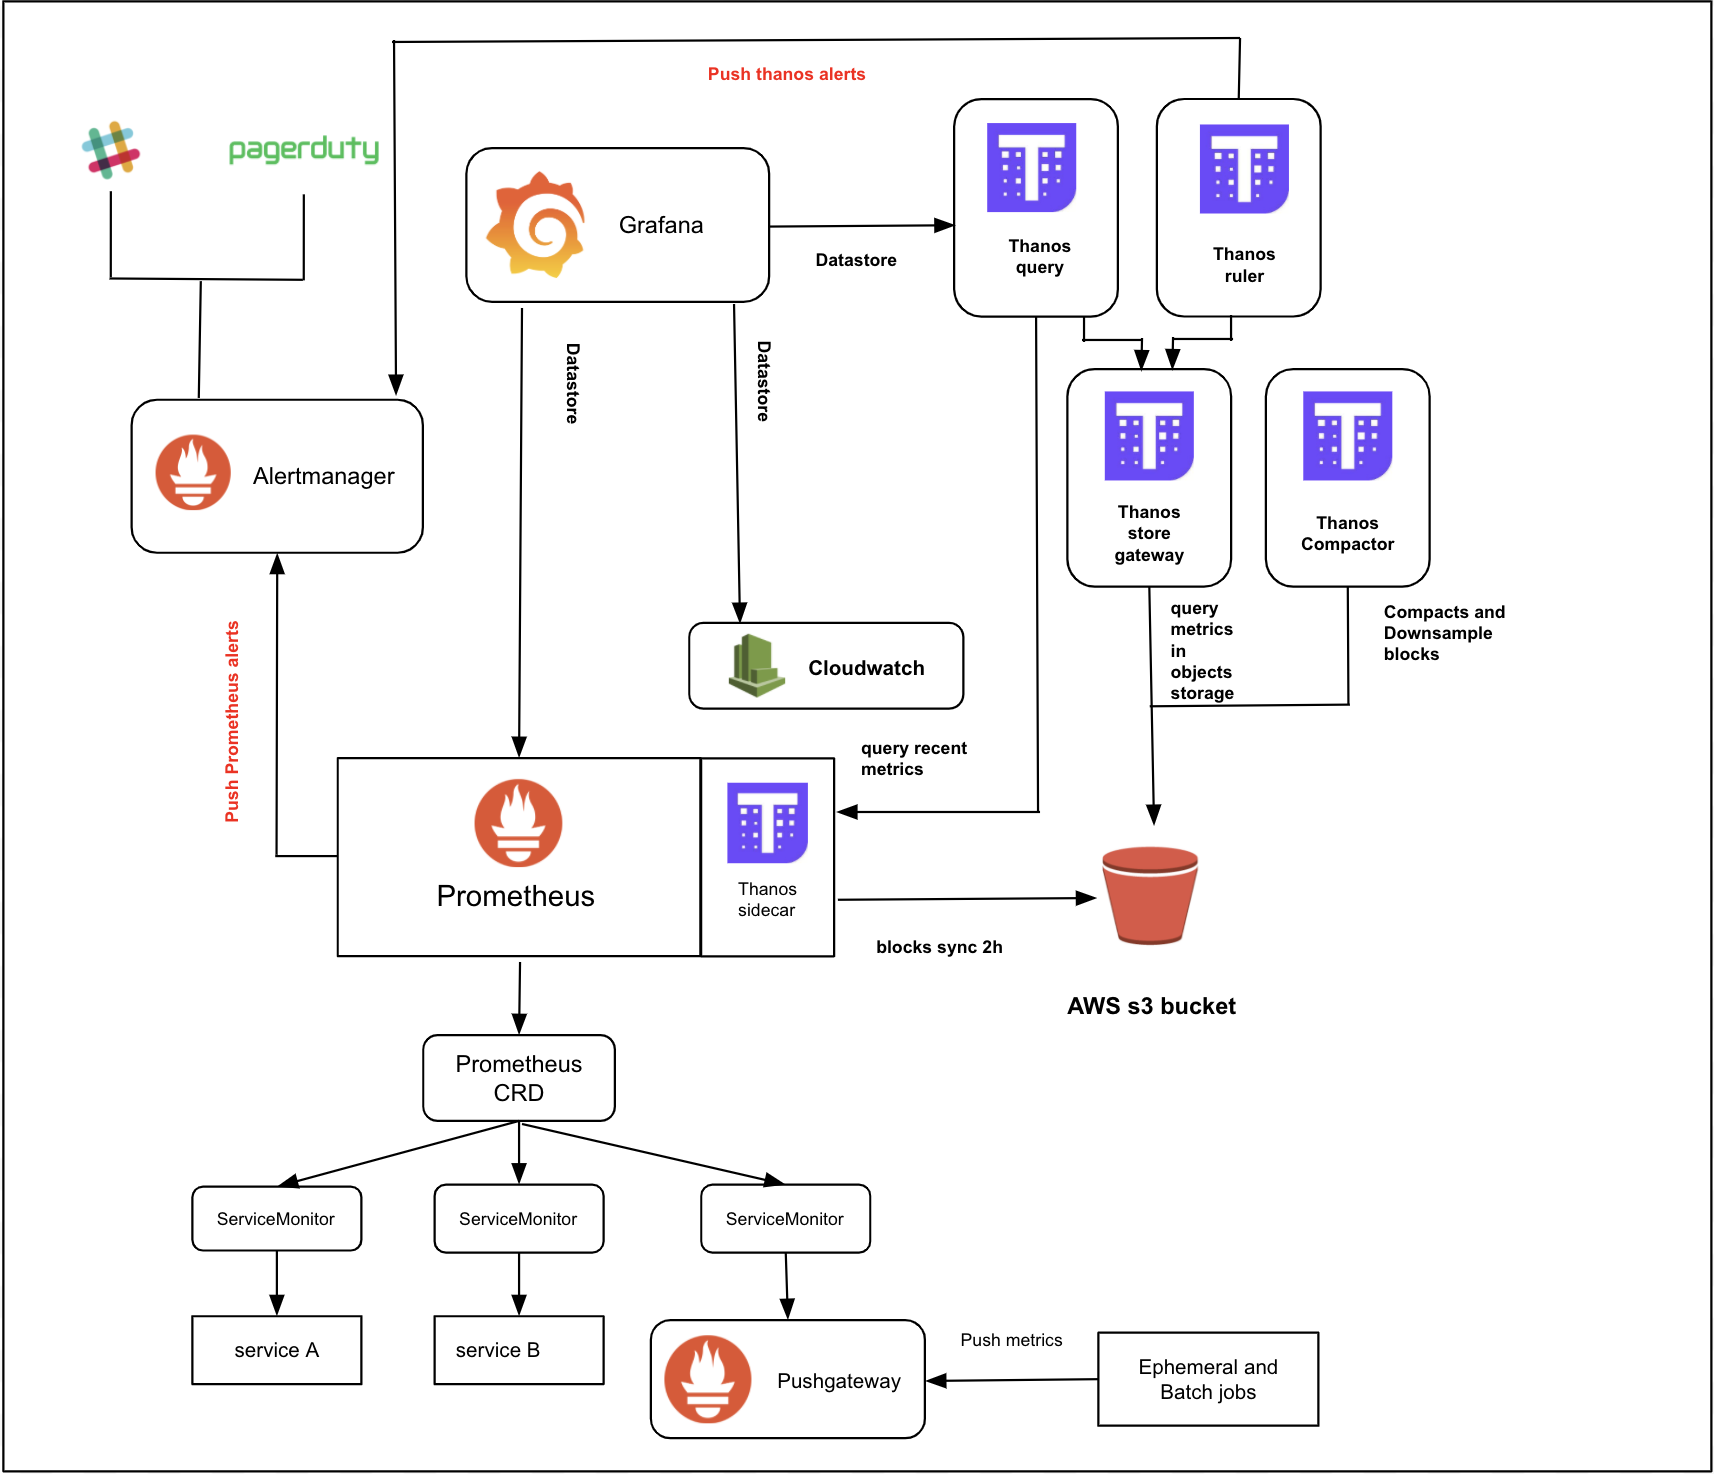 Push thanos alerts
pagerduty
Grafana
Datastore
Thanos
query
Thanos
ruler
Datastore
Datastore
Alertmanager
Thanos
store
gateway
Thanos
Compactor
Push Prometheus alerts
Cloudwatch
query
metrics
in
objects
storage
Compacts and
Downsample
blocks
query recent
metrics
Prometheus
Thanos
sidecar
blocks sync 2h
AWS s3 bucket
Prometheus
CRD
ServiceMonitor
ServiceMonitor
ServiceMonitor
service A
service B
Pushgateway
Push metrics
Ephemeral and
Batch jobs